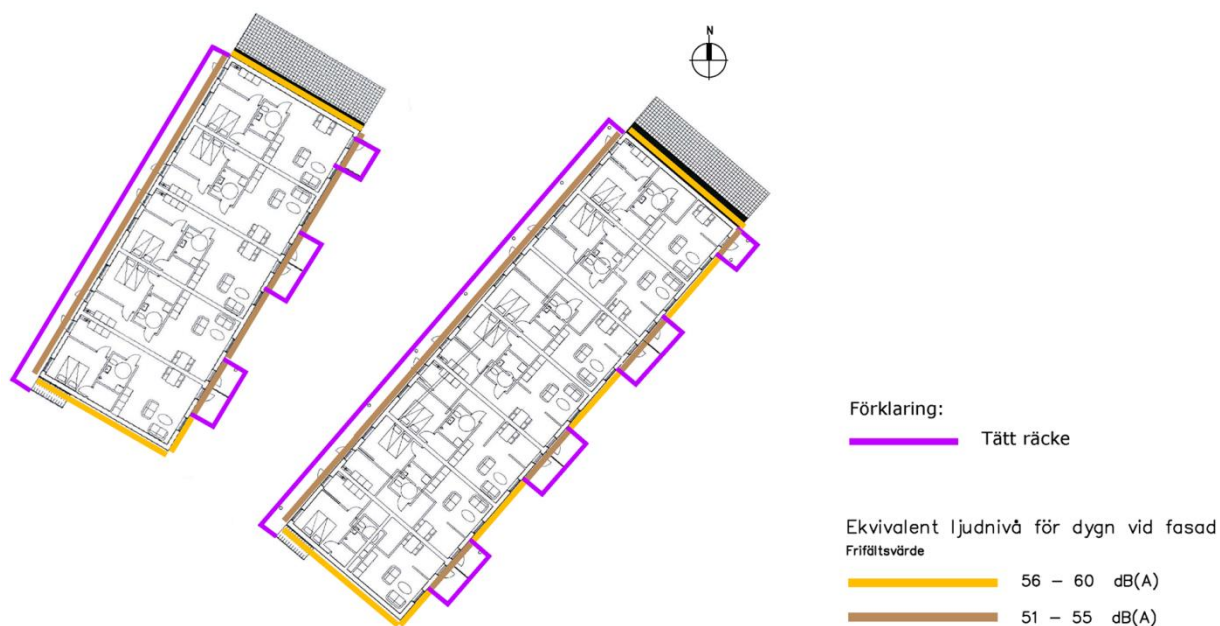 N
Förklaring:
Tätt räcke
Ekvivalent ljudnivå för dygn vid fasad
Frifältsvärde
56 – 60 dB(A)
51 – 55 dB(A)